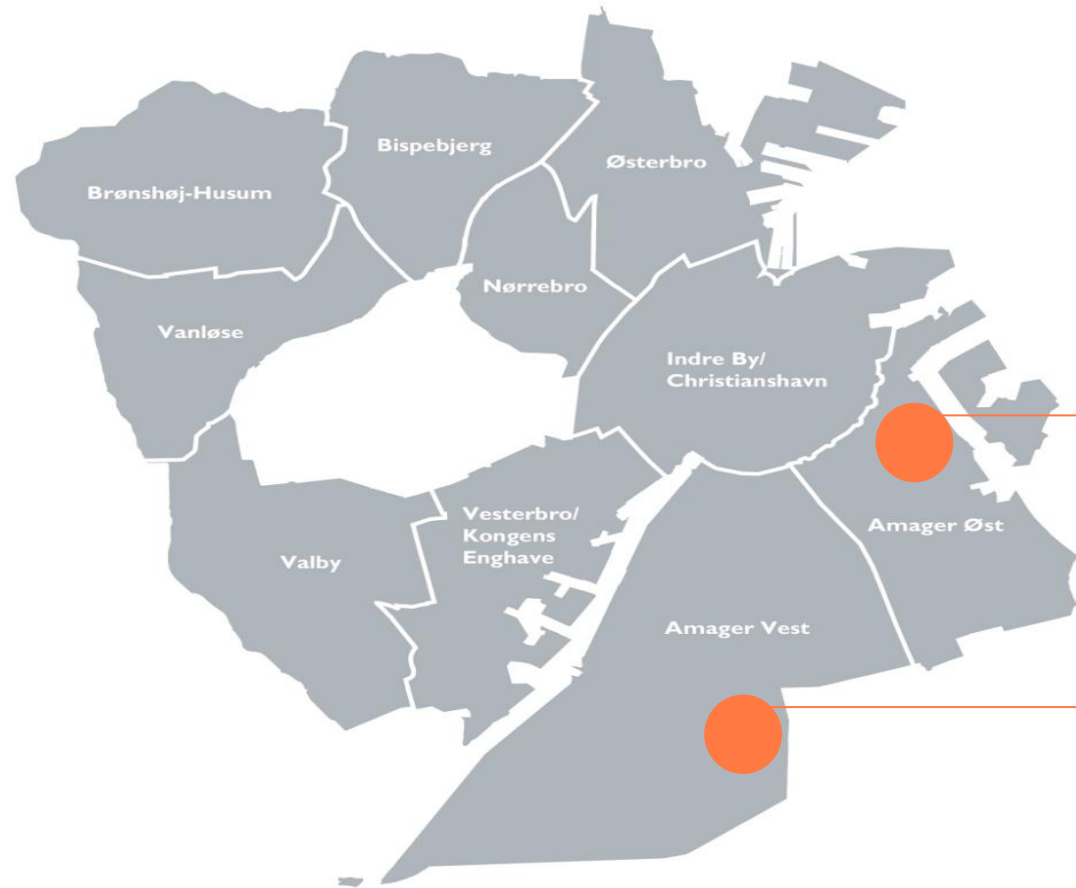 Bispebjerg
Østerbro
Brønshøj-Husum
Nørrebro
Vanløse
Indre By/
Christianshavn
Vesterbro/
Kongens
Enghave
Amager Øst
Valby
Amager Vest